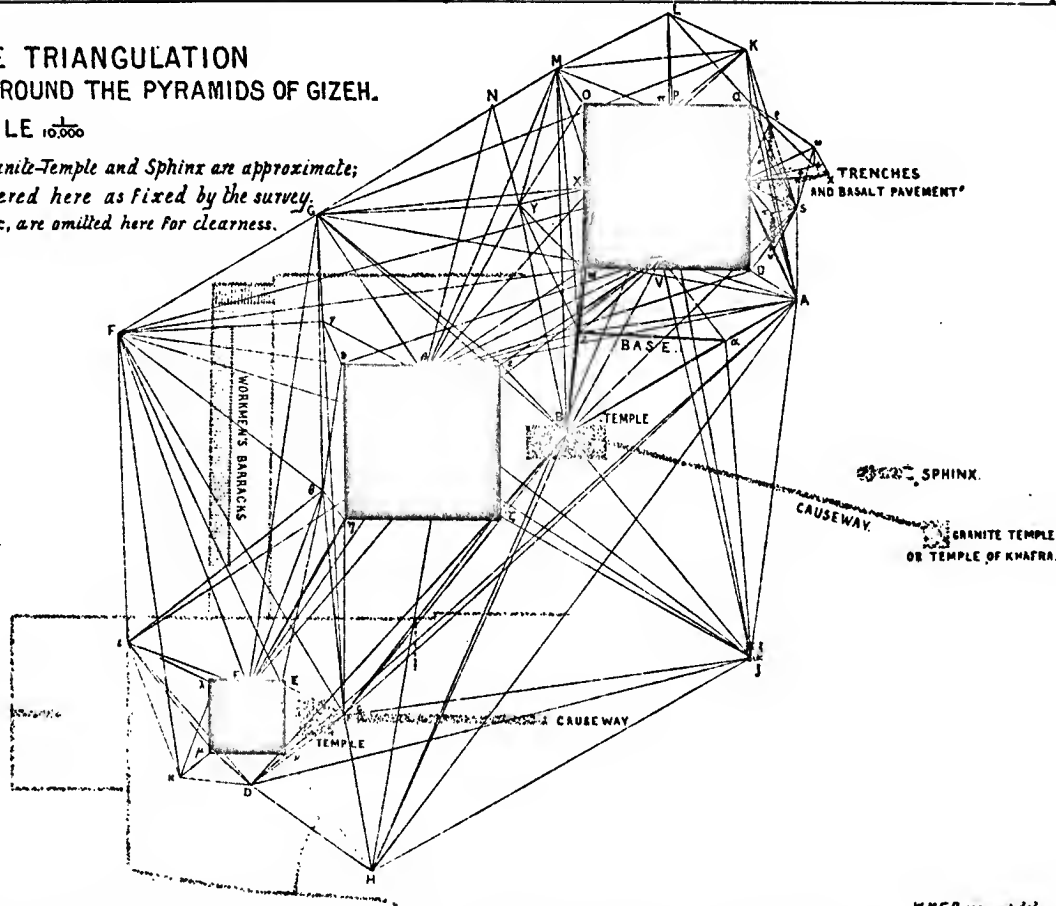 E TRIANGULATION
ROUND THE PYRAMIDS OF GIZEH.
LE 1/10,000
anite-Temple and Sphinx are approximate;
ered here as fixed by the survey.
c, are omitted here for clearness.
L
K
M
N
O
P
Q
TRENCHES
AND BASALT PAVEMENT
X
Y
S
G
D
V
A
F
γ
BASE.
α
WORKMEN'S BARRACKS
B
TEMPLE
SPHINX.
CAUSEWAY.
θ
η
GRANITE TEMPLE
OR TEMPLE OF KHAFRA.
J
λ
E
CAUSEWAY
TEMPLE
μ
D
H